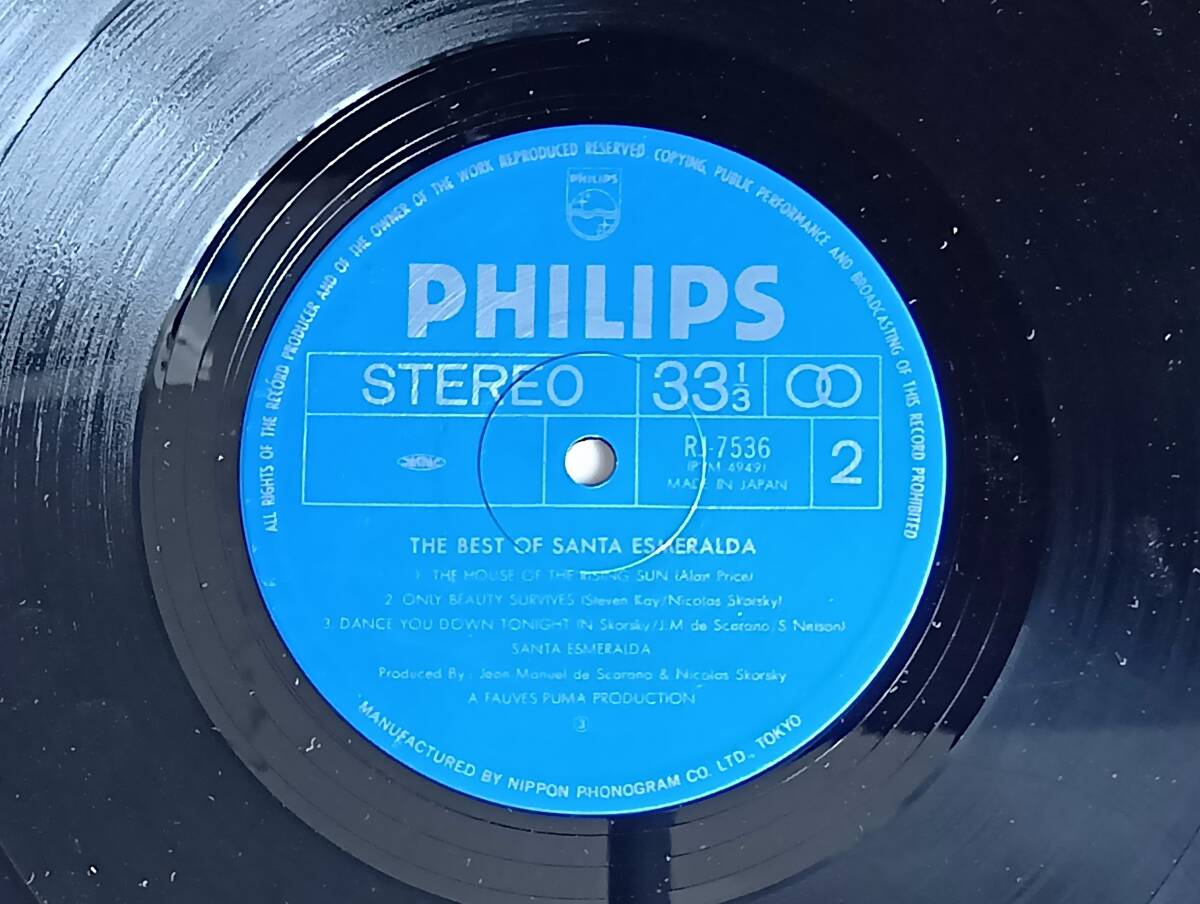 ALL RIGHTS OF THE RECORD PRODUCER AND OF THE OWNER OF THE WORK REPRODUCED RESERVED. COPYING, PUBLIC PERFORMANCE AND BROADCASTING OF THIS RECORD PROHIBITED
PHILIPS
PHILIPS
STEREO 33 1/3
RJ-7536
4949)
MADE IN JAPAN
2
THE BEST OF SANTA ESMERALDA
1. THE HOUSE OF THE RISING SUN (Alan Price)
2. ONLY BEAUTY SURVIVES (Steven Kay/Nicolas Skorsky)
3. DANCE YOU DOWN TONIGHT (N Skorsky/J.M de Scarano/S Nelson)
SANTA ESMERALDA
Produced By: Jean Manuel de Scarano & Nicolas Skorsky
A FAUVES PUMA PRODUCTION
3
MANUFACTURED BY NIPPON PHONOGRAM CO. LTD., TOKYO